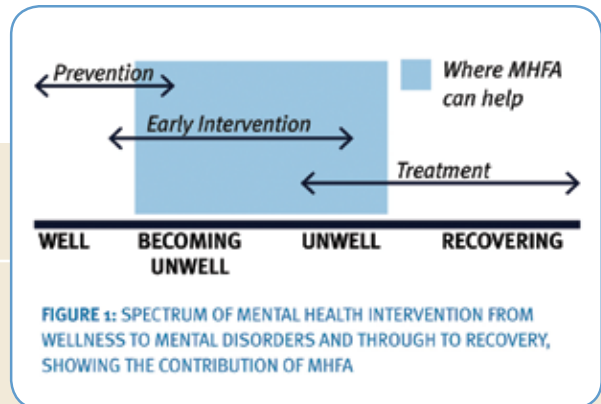 Prevention
Where MHFA
can help
Early Intervention
Treatment
WELL
BECOMING
UNWELL
UNWELL
RECOVERING
FIGURE 1: SPECTRUM OF MENTAL HEALTH INTERVENTION FROM
WELLNESS TO MENTAL DISORDERS AND THROUGH TO RECOVERY,
SHOWING THE CONTRIBUTION OF MHFA